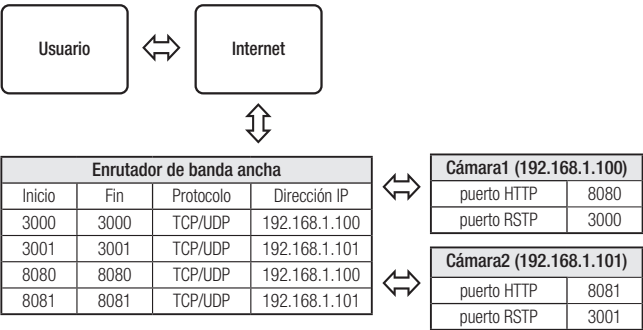 Usuario
Internet
Enrutador de banda ancha
Inicio Fin Protocolo Dirección IP
3000 3000 TCP/UDP 192.168.1.100
3001 3001 TCP/UDP 192.168.1.101
8080 8080 TCP/UDP 192.168.1.100
8081 8081 TCP/UDP 192.168.1.101
Cámara1 (192.168.1.100)
puerto HTTP 8080
puerto RSTP 3000
Cámara2 (192.168.1.101)
puerto HTTP 8081
puerto RSTP 3001